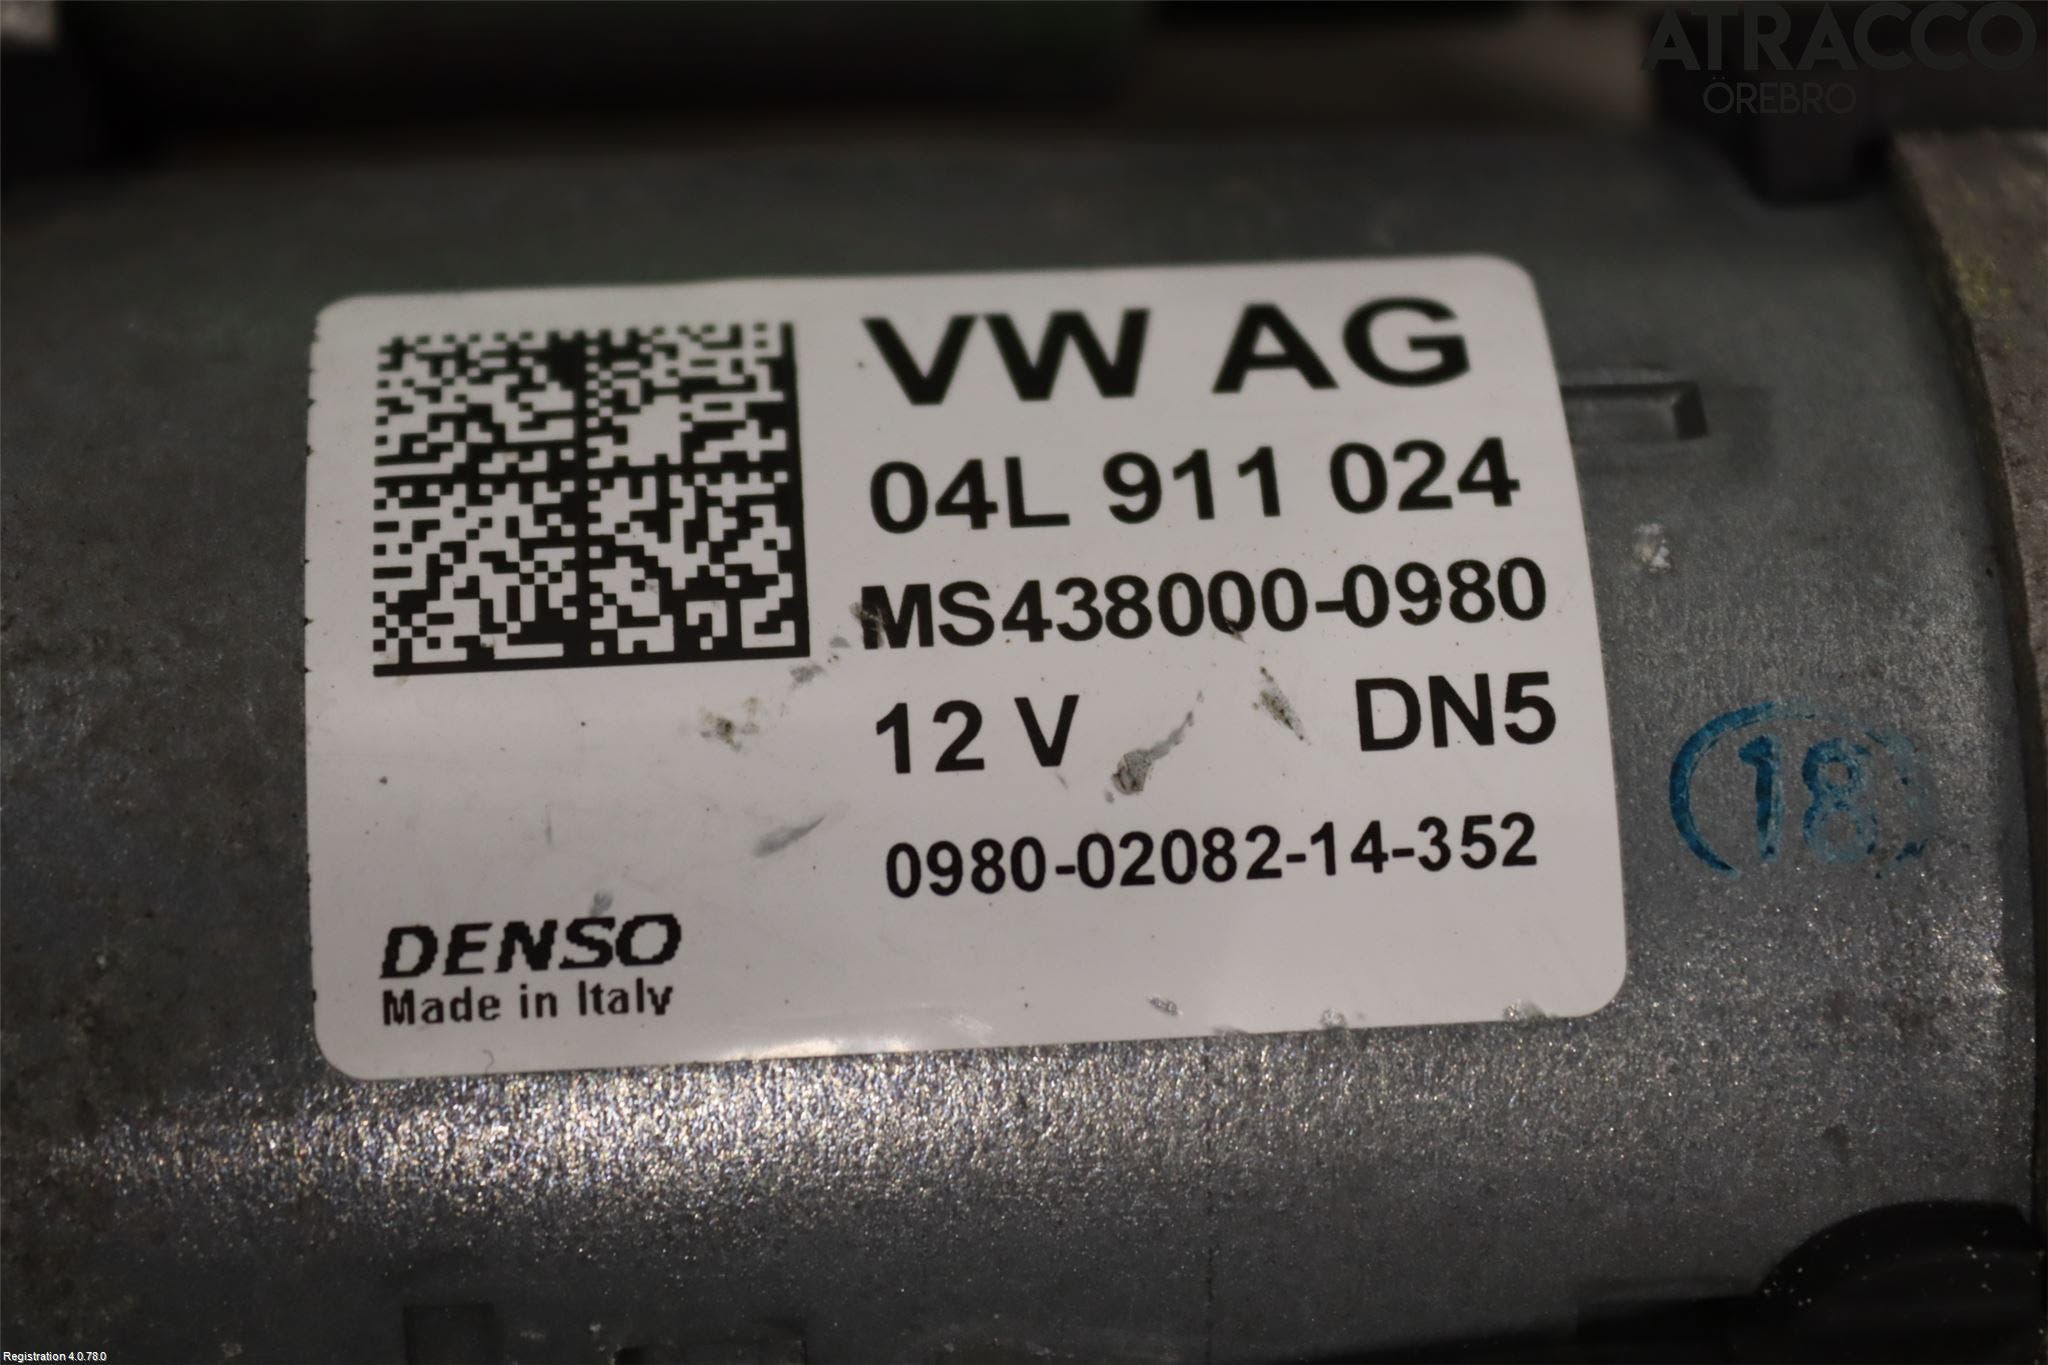 ATRACCO
ÖREBRO
VW AG
04L 911 024
MS438000-0980
12 V DN5
0980-02082-14-352
DENSO
Made in Italy
18
Registration 4.0.78.0